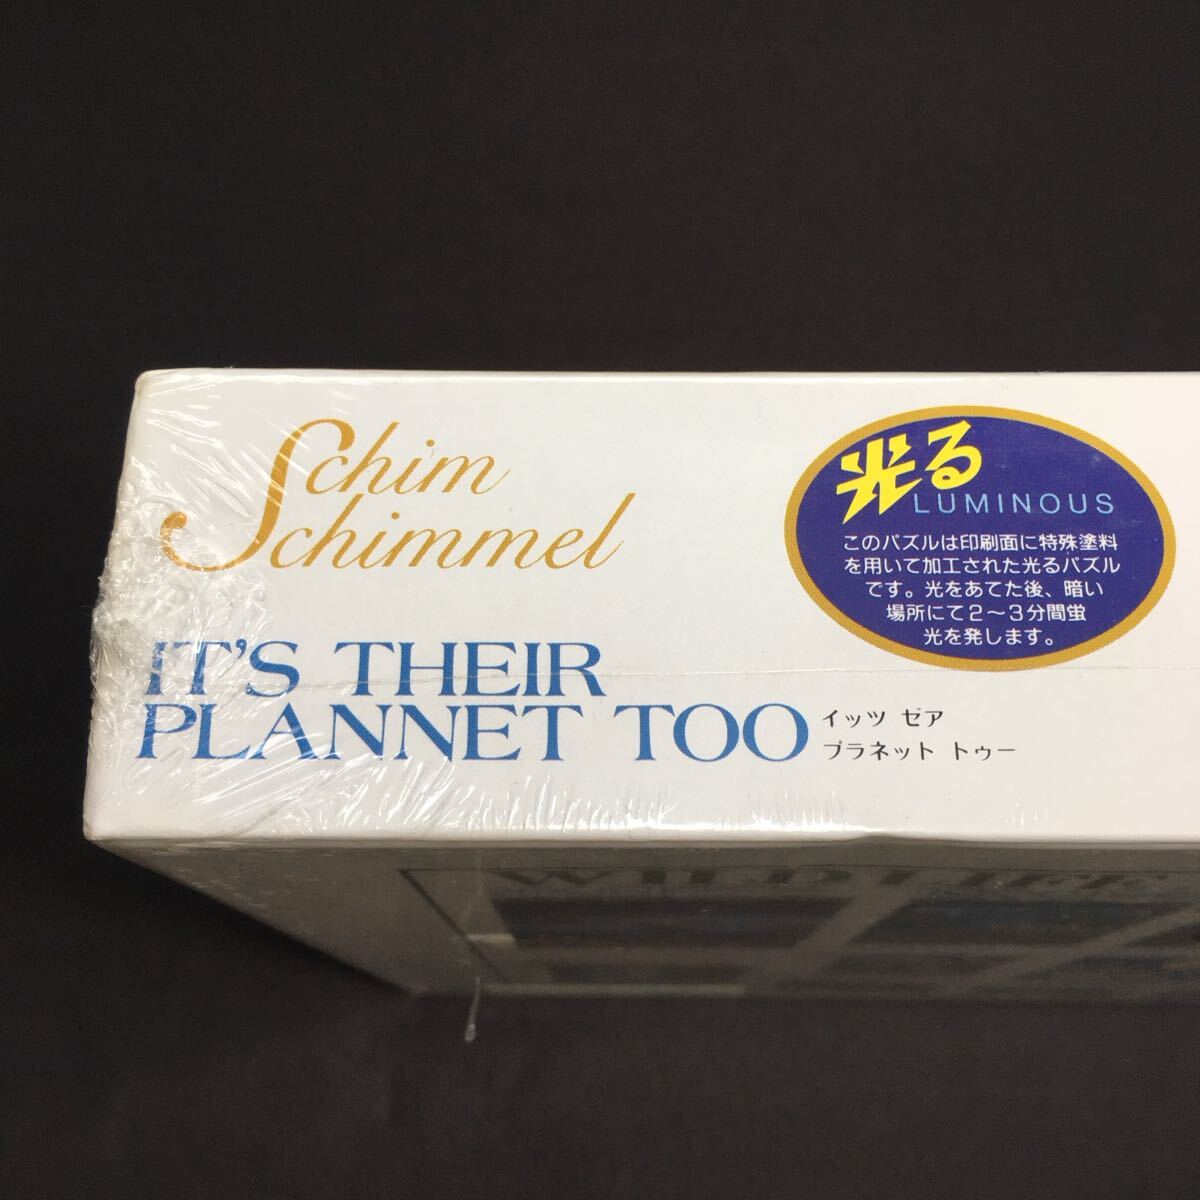 Schim
Schimmel
光る
LUMINOUS
このパズルは印刷面に特殊塗料
を用いて加工された光るパズル
です。光をあてた後、暗い
場所にて2～3分間蛍
光を発します。
IT'S THEIR
PLANNET TOO
イッツ ゼア
プラネット トゥー
WILDLIFE